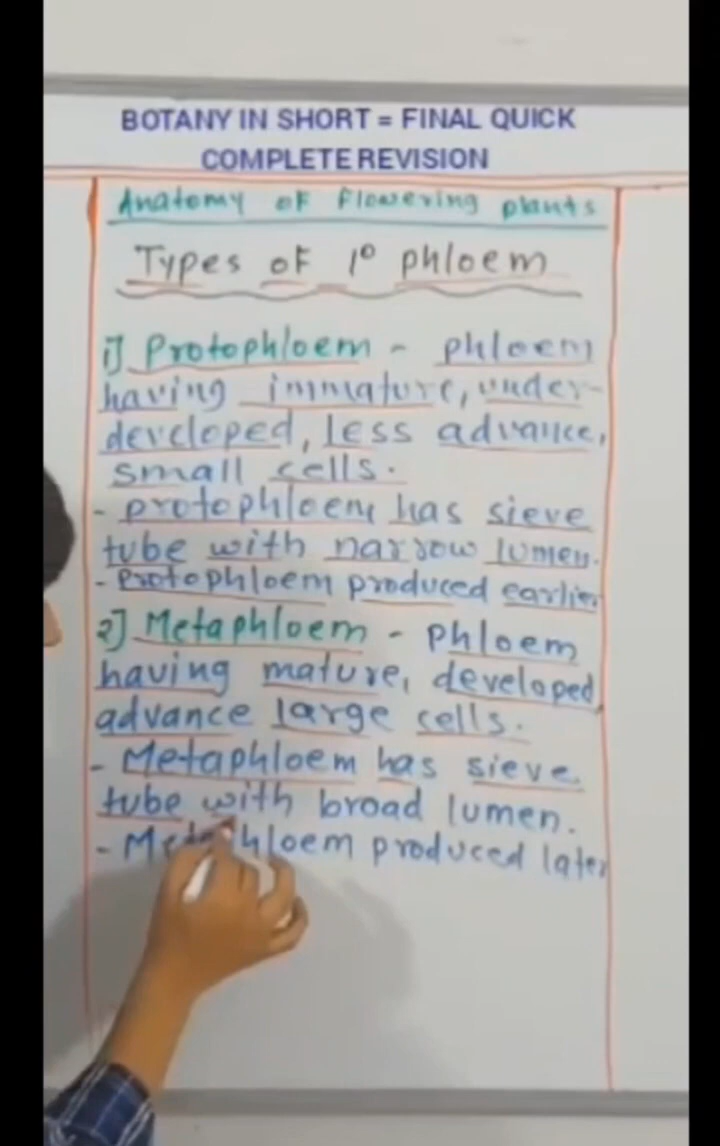 BOTANY IN SHORT = FINAL QUICK
COMPLETE REVISION
Anatomy of Flowering plants
Types of 1° phloem
1] Protophloem - phloem
having immature, under-
developed, less advance,
small cells.
- protophloem has sieve
tube with narrow lumen.
- Protophloem produced earlier
2] Metaphloem - phloem
having mature, developed,
advance large cells.
- Metaphloem has sieve
tube with broad lumen.
- Metaphloem produced later